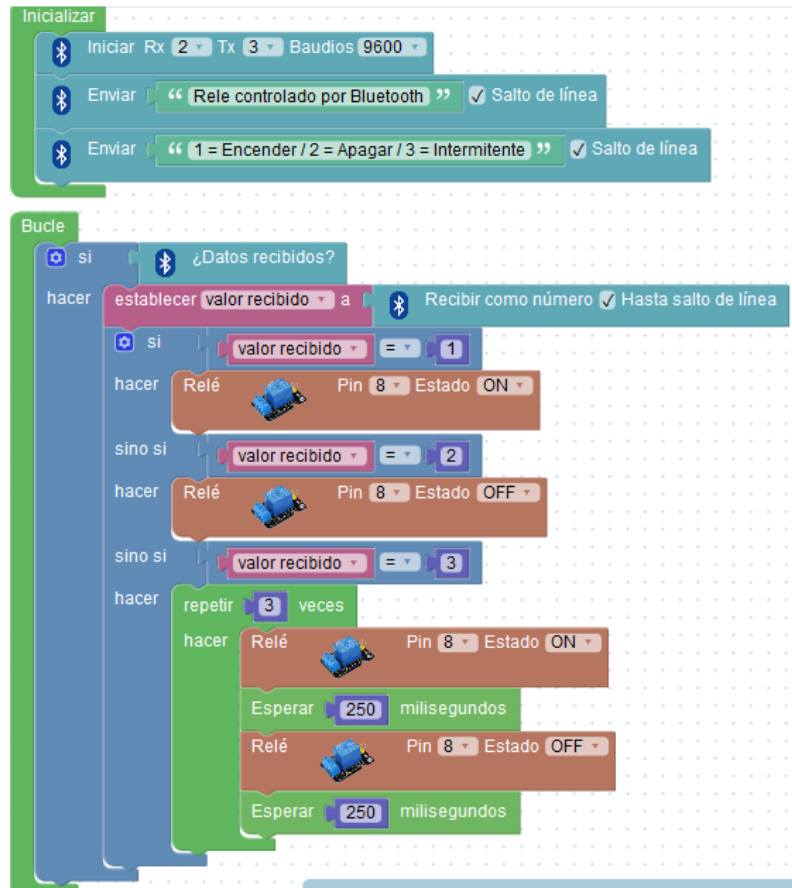 Inicializar
Iniciar Rx 2 Tx 3 Baudios 9600
Enviar “ Rele controlado por Bluetooth ” Salto de línea
Enviar “ 1 = Encender / 2 = Apagar / 3 = Intermitente ” Salto de línea
Bucle
si ¿Datos recibidos?
hacer establecer valor recibido a Recibir como número Hasta salto de línea
si valor recibido = 1
hacer Relé Pin 8 Estado ON
sino si valor recibido = 2
hacer Relé Pin 8 Estado OFF
sino si valor recibido = 3
hacer repetir 3 veces
hacer Relé Pin 8 Estado ON
Esperar 250 milisegundos
Relé Pin 8 Estado OFF
Esperar 250 milisegundos